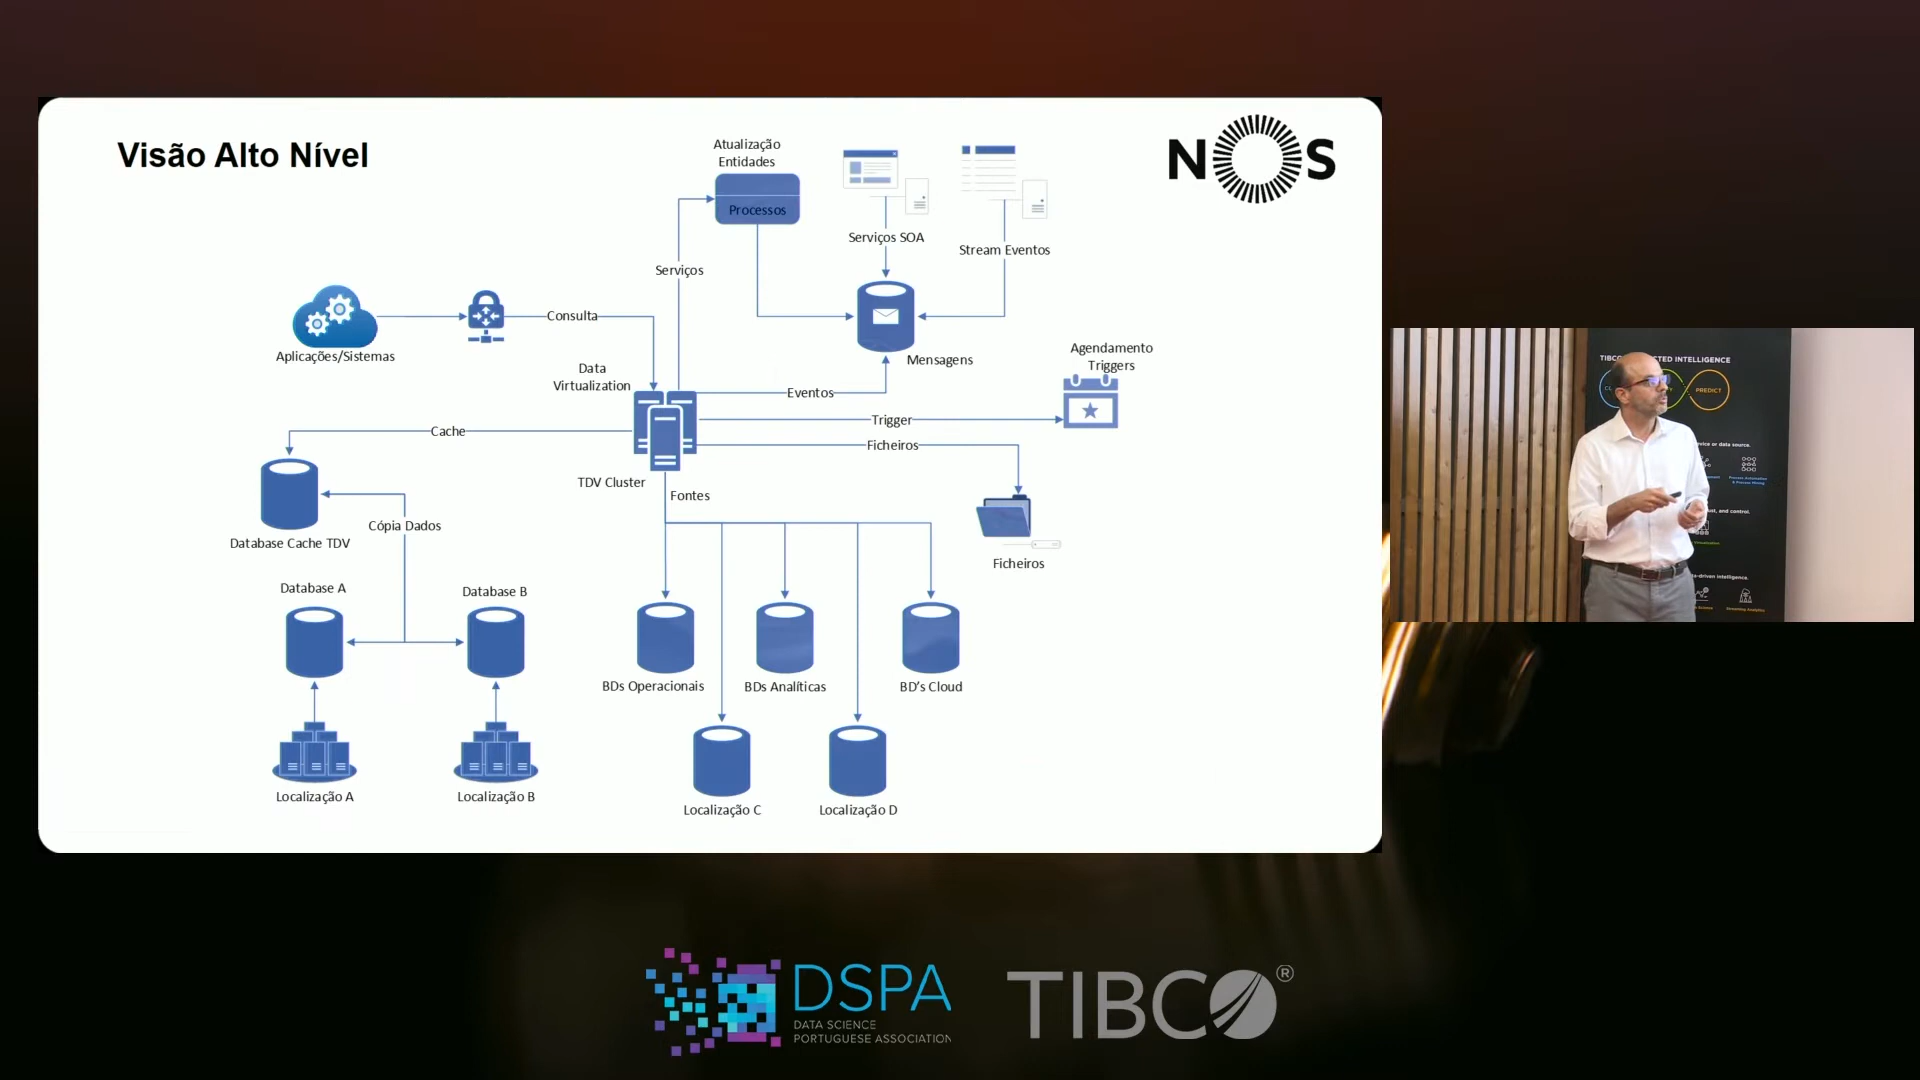 Visão Alto Nível
NOS
Atualização
Entidades
Processos
Serviços SOA
Stream Eventos
Serviços
Consulta
Aplicações/Sistemas
Mensagens
Data
Virtualization
Eventos
Agendamento
Triggers
Trigger
Cache
Ficheiros
TDV Cluster
Fontes
Cópia Dados
Database Cache TDV
Ficheiros
Database A
Database B
BDs Operacionais
BDs Analíticas
BD's Cloud
Localização A
Localização B
Localização C
Localização D
PREDICT
DSPA
DATA SCIENCE
PORTUGUESE ASSOCIATION
TIBCO®